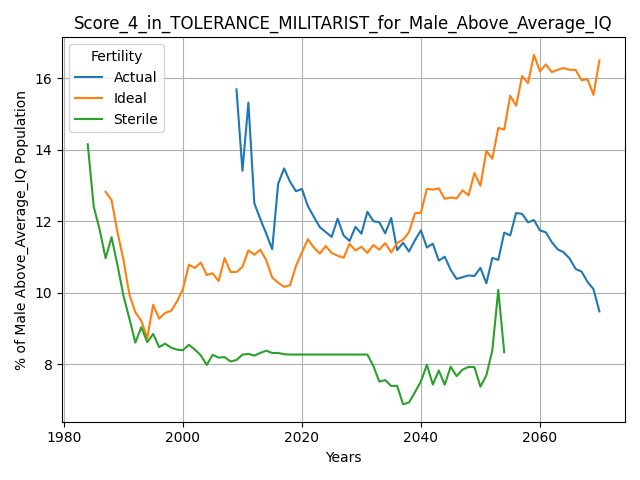 Score_4_in_TOLERANCE_MILITARIST_for_Male_Above_Average_IQ
Fertility
Actual
Ideal
Sterile
% of Male Above_Average_IQ Population
16
14
12
10
8
1980
2000
2020
2040
2060
Years